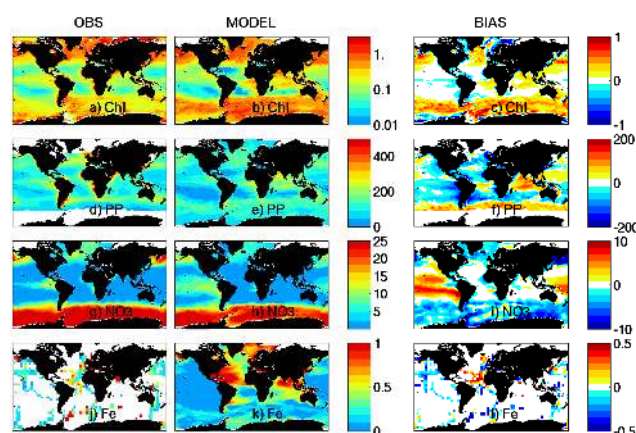 OBS MODEL BIAS
a) Chl b) Chl 1. 0.1 0.01 c) Chl 1 0 -1
d) PP e) PP 400 200 0 f) PP 200 0 -200
g) NO3 h) NO3 25 20 15 10 5 i) NO3 10 0 -10
j) Fe k) Fe 1 0.5 0 l) Fe 0.5 0 -0.5